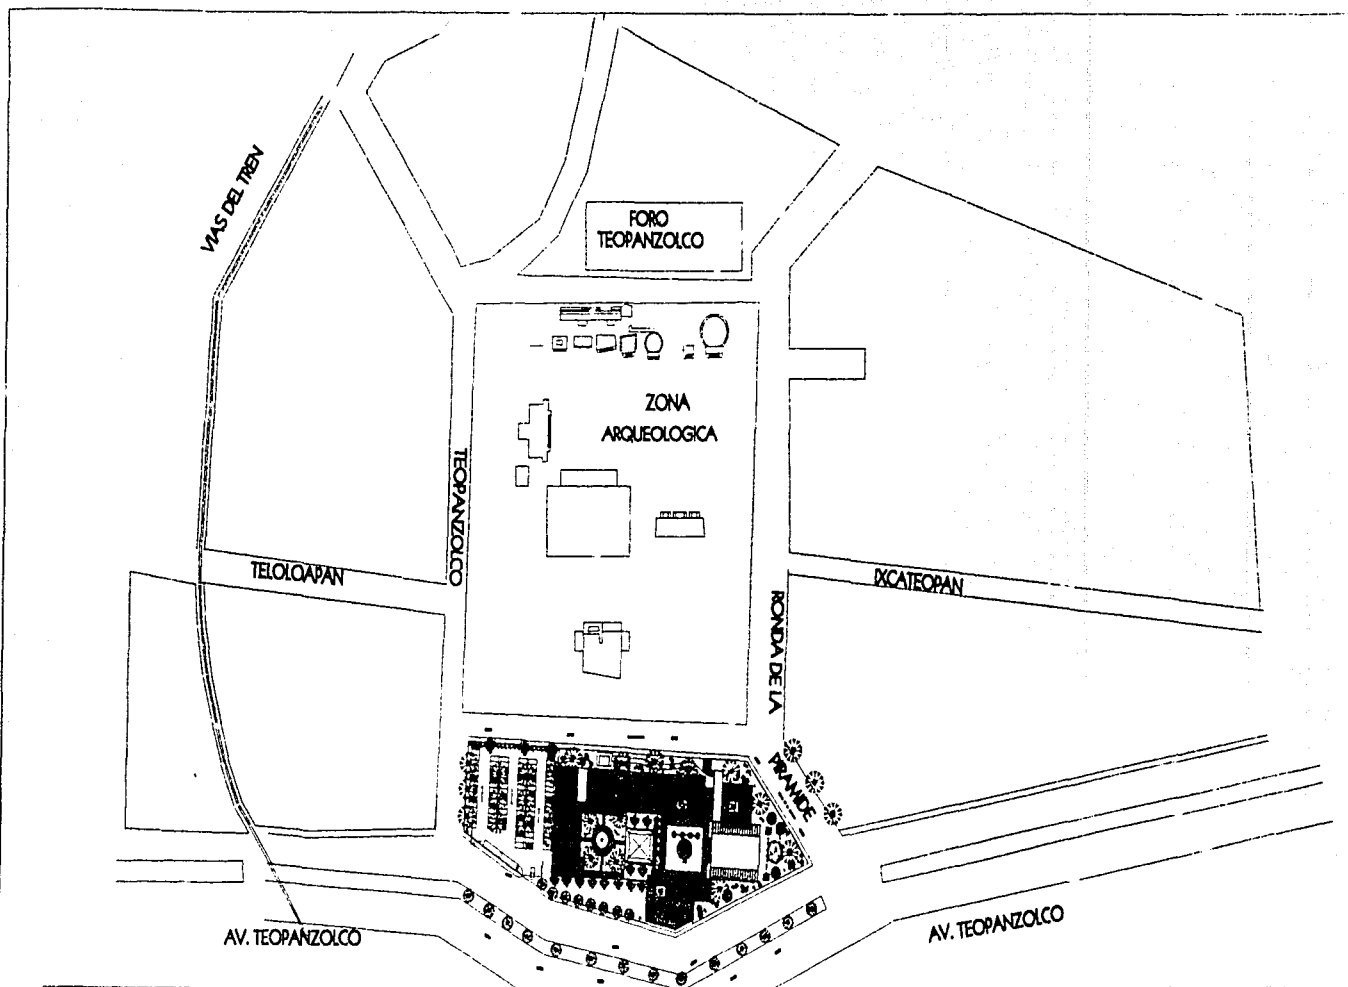 VIAS DEL TREN
FORO
TEOPANZOLCO
ZONA
ARQUEOLOGICA
TEOPANZOLCO
TELOLOAPAN
IXCATEOPAN
RONDA DE LA
PIRAMIDE
AV. TEOPANZOLCO
AV. TEOPANZOLCO